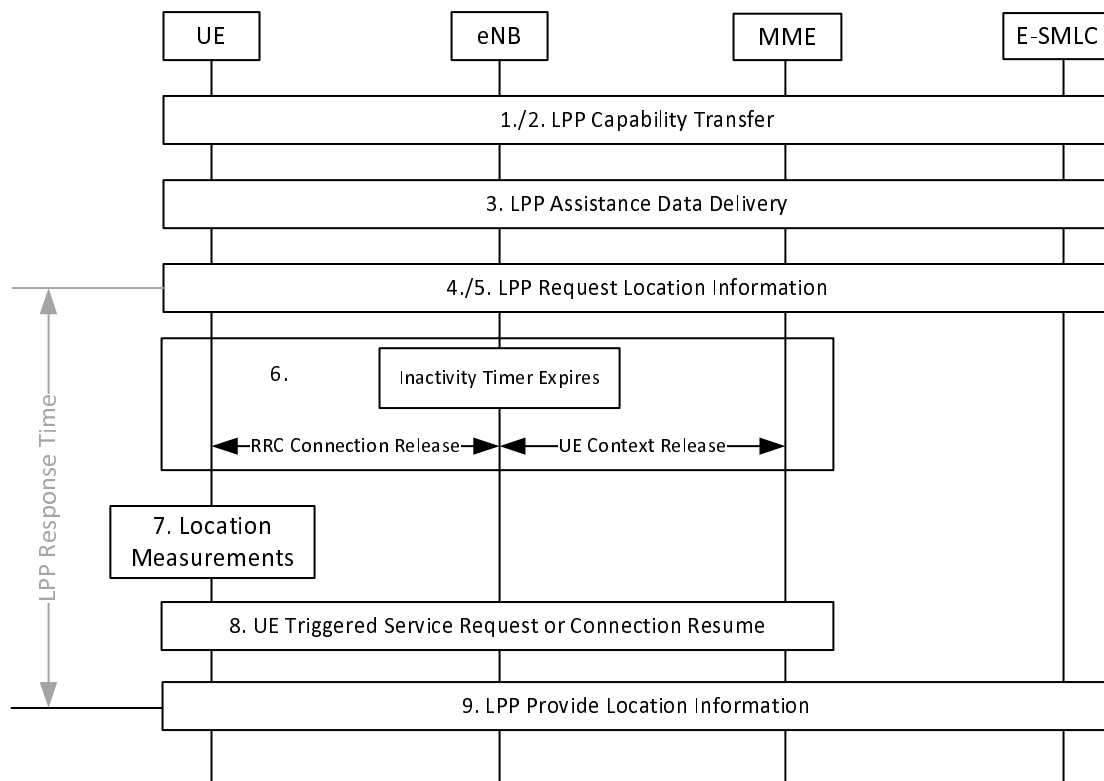 UE
eNB
MME
E-SMLC
1./2. LPP Capability Transfer
3. LPP Assistance Data Delivery
4./5. LPP Request Location Information
6.
Inactivity Timer Expires
RRC Connection Release
UE Context Release
LPP Response Time
7. Location
Measurements
8. UE Triggered Service Request or Connection Resume
9. LPP Provide Location Information